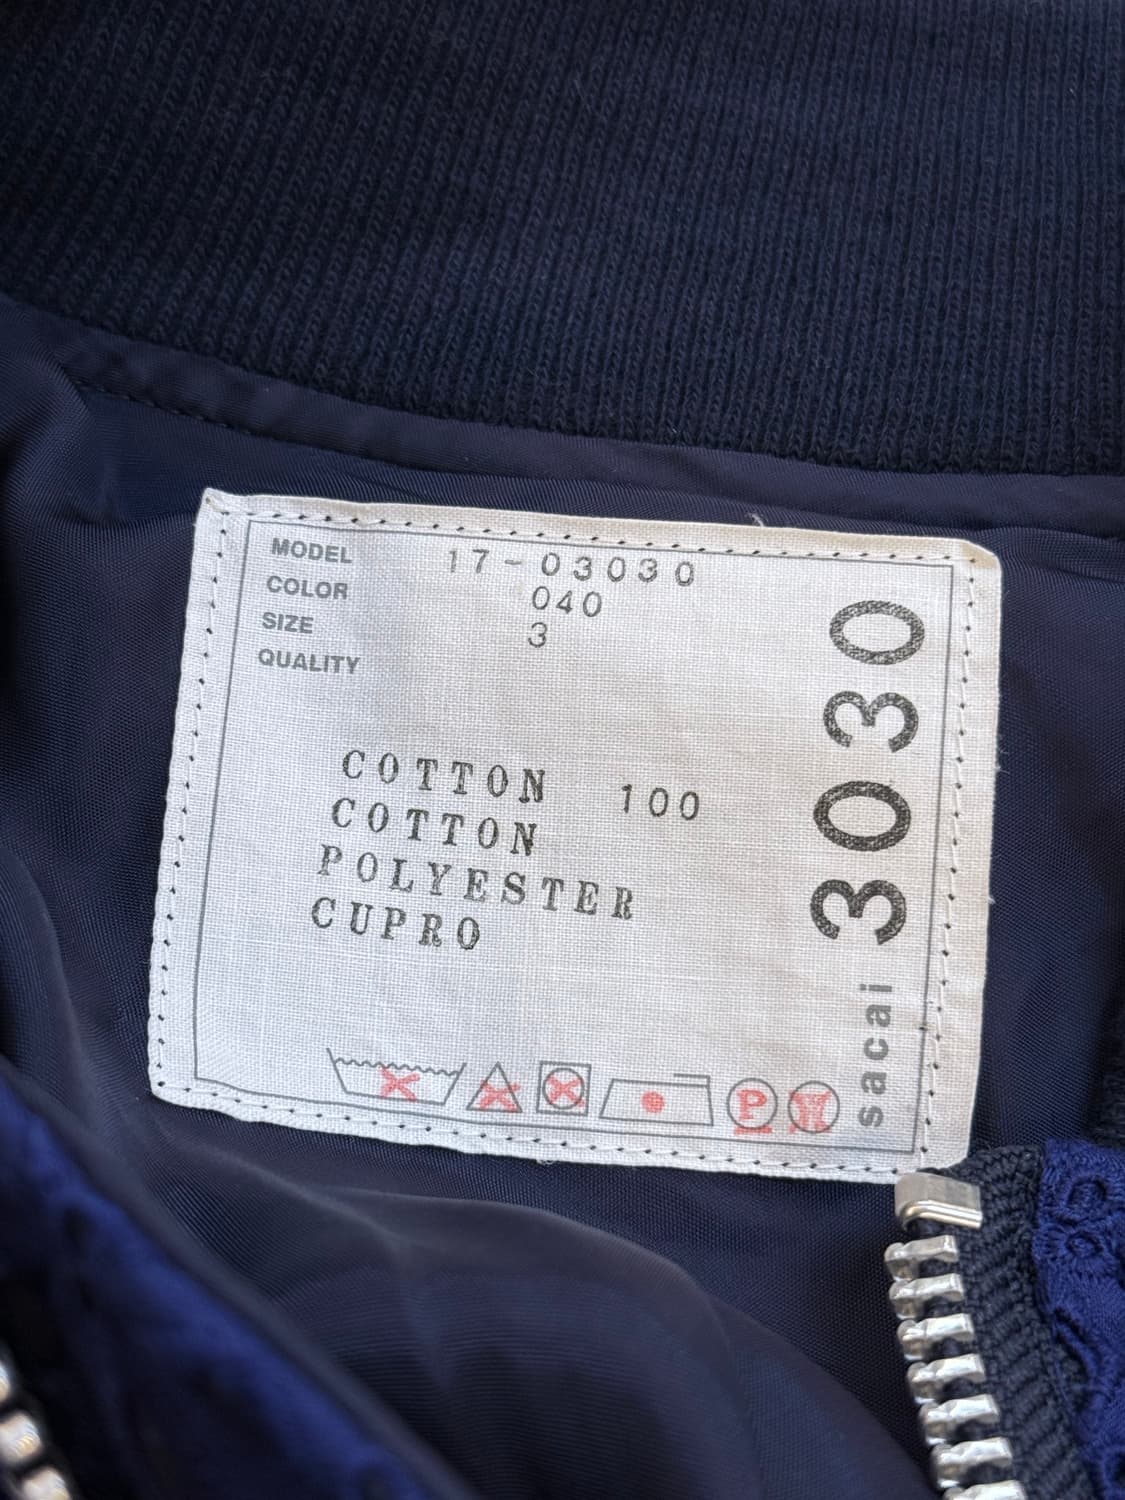 MODEL 17-03030
COLOR 040
SIZE 3
QUALITY
COTTON 100
COTTON
POLYESTER
CUPRO
P
sacai 3030